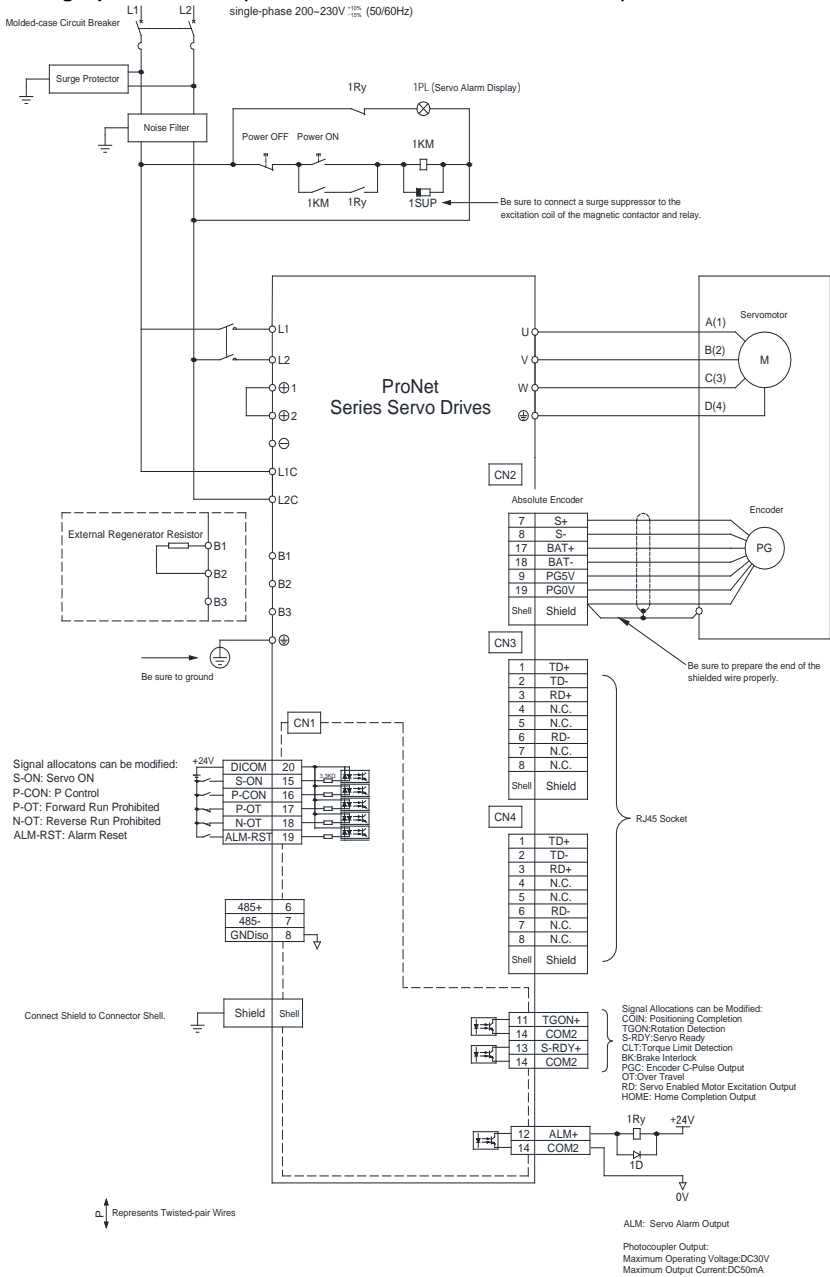 L1 L2 single-phase 200~230V +10% -15% (50/60Hz)
Molded-case Circuit Breaker
Surge Protector
Noise Filter
1Ry 1PL (Servo Alarm Display)
Power OFF Power ON
1KM
1KM 1Ry 1SUP
Be sure to connect a surge suppressor to the
excitation coil of the magnetic contactor and relay.
L1
L2
1
2
L1C
L2C
B1
B2
B3
ProNet
Series Servo Drives
U
V
W
A(1)
B(2)
C(3)
D(4)
Servomotor
M
External Regenerator Resistor
B1
B2
B3
Be sure to ground
CN2
Absolute Encoder
7 S+
8 S-
17 BAT+
18 BAT-
9 PG5V
19 PG0V
Shell Shield
Encoder
PG
Be sure to prepare the end of the
shielded wire properly.
CN3
1 TD+
2 TD-
3 RD+
4 N.C.
5 N.C.
6 RD-
7 N.C.
8 N.C.
Shell Shield
CN4
1 TD+
2 TD-
3 RD+
4 N.C.
5 N.C.
6 RD-
7 N.C.
8 N.C.
Shell Shield
RJ45 Socket
CN1
Signal allocatons can be modified:
S-ON: Servo ON
P-CON: P Control
P-OT: Forward Run Prohibited
N-OT: Reverse Run Prohibited
ALM-RST: Alarm Reset
+24V
DICOM 20
S-ON 15
P-CON 16
P-OT 17
N-OT 18
ALM-RST 19
3.3KΩ
485+ 6
485- 7
GNDiso 8
Connect Shield to Connector Shell.
Shield Shell
11 TGON+
14 COM2
13 S-RDY+
14 COM2
Signal Allocations can be Modified:
COIN: Positioning Completion
TGON:Rotation Detection
S-RDY:Servo Ready
CLT:Torque Limit Detection
BK:Brake Interlock
PGC: Encoder C-Pulse Output
OT:Over Travel
RD: Servo Enabled Motor Excitation Output
HOME: Home Completion Output
12 ALM+
14 COM2
1Ry +24V
1D
0V
ALM: Servo Alarm Output
Photocoupler Output:
Maximum Operating Voltage:DC30V
Maximum Output Current:DC50mA
P Represents Twisted-pair Wires